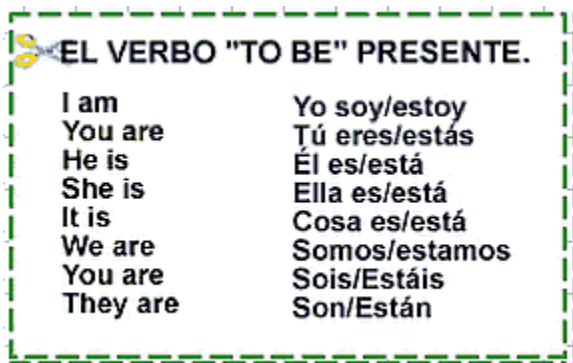 EL VERBO "TO BE" PRESENTE.
I am Yo soy/estoy
You are Tú eres/estás
He is Él es/está
She is Ella es/está
It is Cosa es/está
We are Somos/estamos
You are Sois/Estáis
They are Son/Están